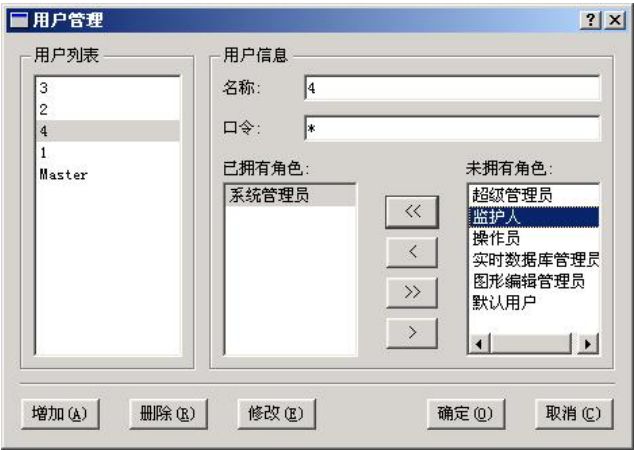 用户管理
用户列表
3
2
4
1
Master
用户信息
名称: 4
口令: *
已拥有角色:
系统管理员
<<
<
>>
>
未拥有角色:
超级管理员
监护人
操作员
实时数据库管理员
图形编辑管理员
默认用户
增加(A) 删除(R) 修改(E) 确定(O) 取消(C)